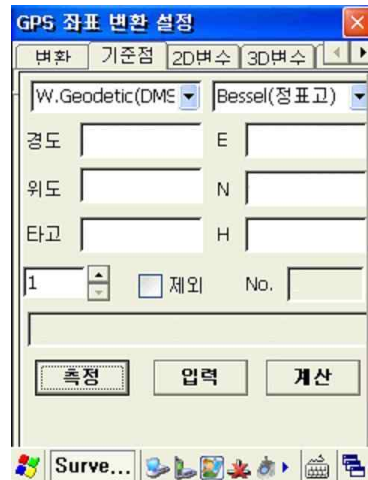 GPS 좌표 변환 설정
변환 기준점 2D변수 3D변수
W.Geodetic(DMS Bessel(정표고)
경도 E
위도 N
타고 H
1 제외 No.
측정 입력 계산
Surve...